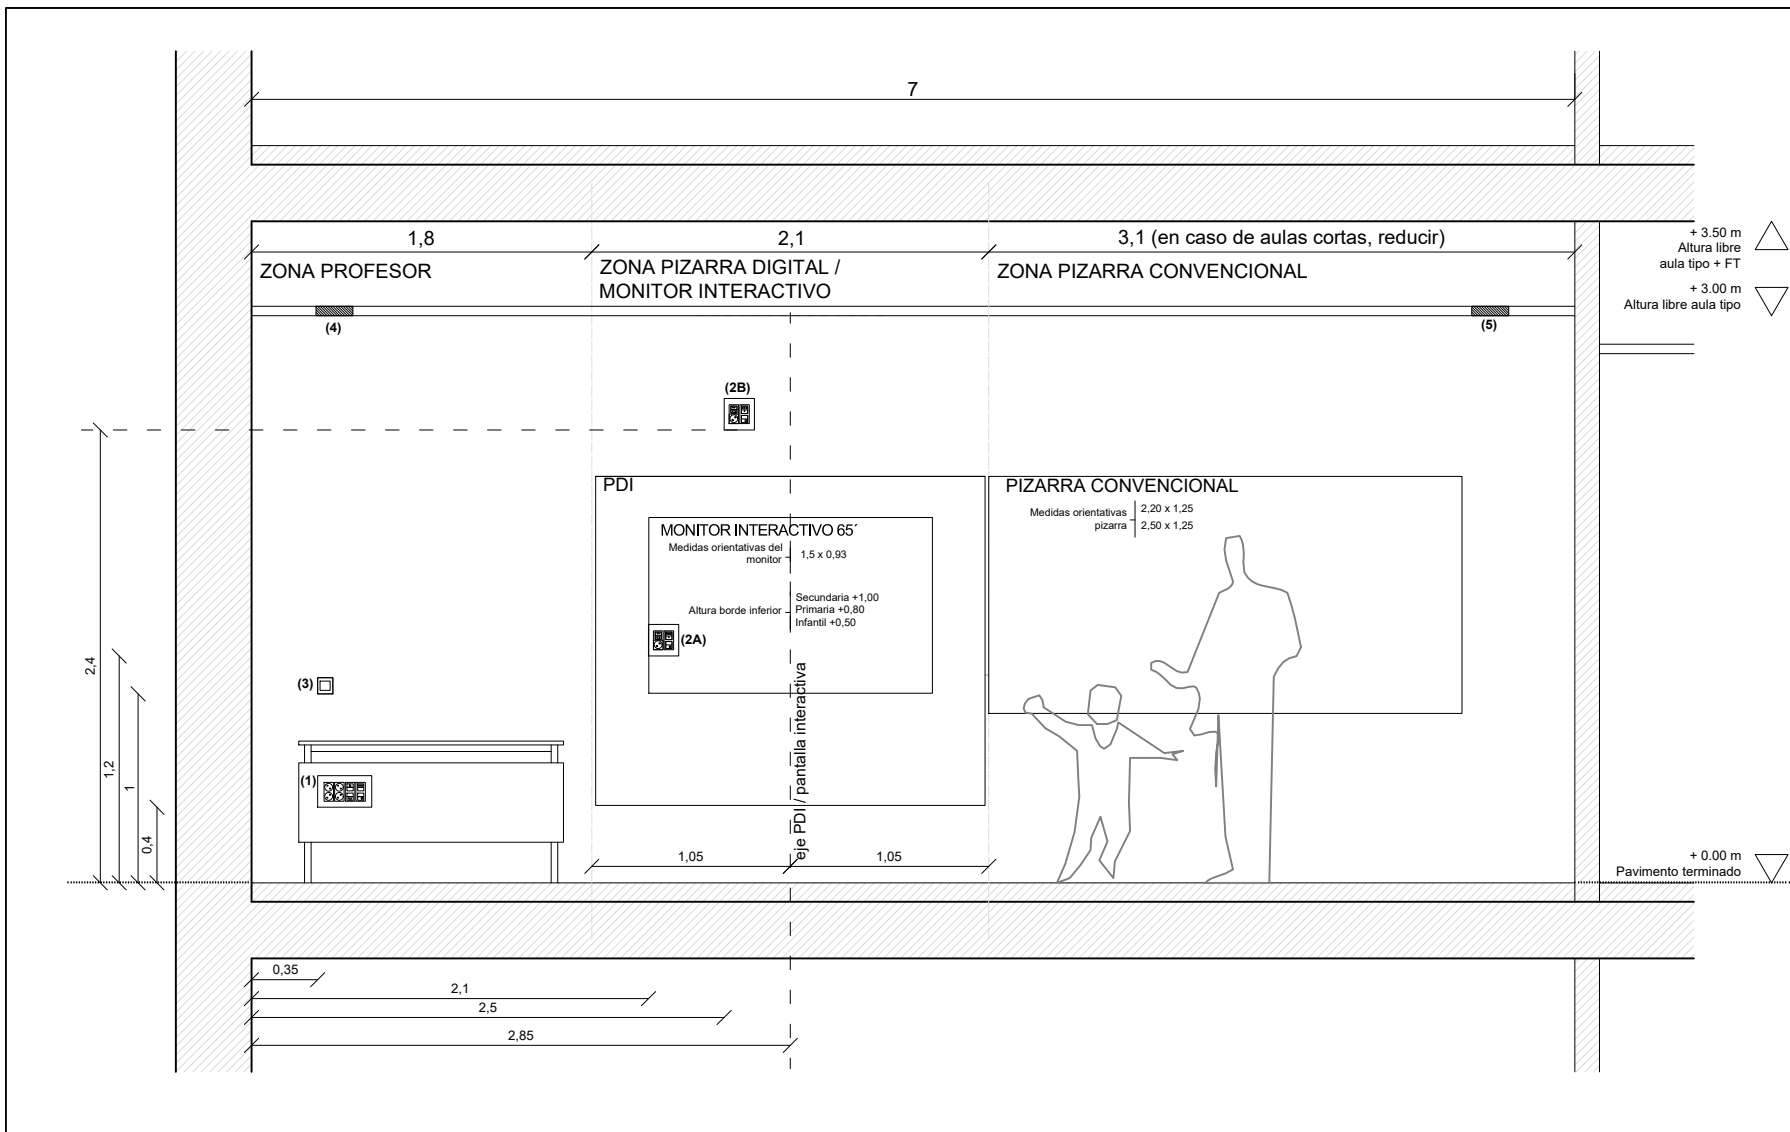 7
1,8
2,1
3,1 (en caso de aulas cortas, reducir)
ZONA PROFESOR
ZONA PIZARRA DIGITAL /
MONITOR INTERACTIVO
ZONA PIZARRA CONVENCIONAL
+ 3.50 m
Altura libre
aula tipo + FT
+ 3.00 m
Altura libre aula tipo
(4)
(5)
(2B)
PDI
MONITOR INTERACTIVO 65´
Medidas orientativas del
monitor
1,5 x 0,93
Altura borde inferior
Secundaria +1,00
Primaria +0,80
Infantil +0,50
(2A)
PIZARRA CONVENCIONAL
Medidas orientativas
pizarra
2,20 x 1,25
2,50 x 1,25
(3)
(1)
2,4
1,2
1
0,4
eje PDI / pantalla interactiva
1,05
1,05
+ 0.00 m
Pavimento terminado
0,35
2,1
2,5
2,85